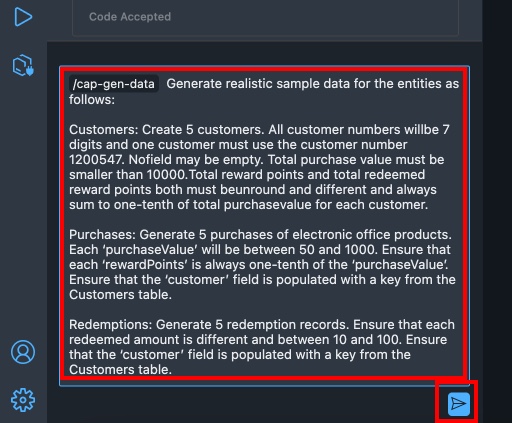 Code Accepted
/cap-gen-data Generate realistic sample data for the entities as
follows:
Customers: Create 5 customers. All customer numbers willbe 7
digits and one customer must use the customer number
1200547. Nofield may be empty. Total purchase value must be
smaller than 10000.Total reward points and total redeemed
reward points both must beunround and different and always
sum to one-tenth of total purchasevalue for each customer.
Purchases: Generate 5 purchases of electronic office products.
Each ‘purchaseValue’ will be between 50 and 1000. Ensure that
each ‘rewardPoints’ is always one-tenth of the ‘purchaseValue’.
Ensure that the ‘customer’ field is populated with a key from the
Customers table.
Redemptions: Generate 5 redemption records. Ensure that each
redeemed amount is different and between 10 and 100. Ensure
that the ‘customer’ field is populated with a key from the
Customers table.